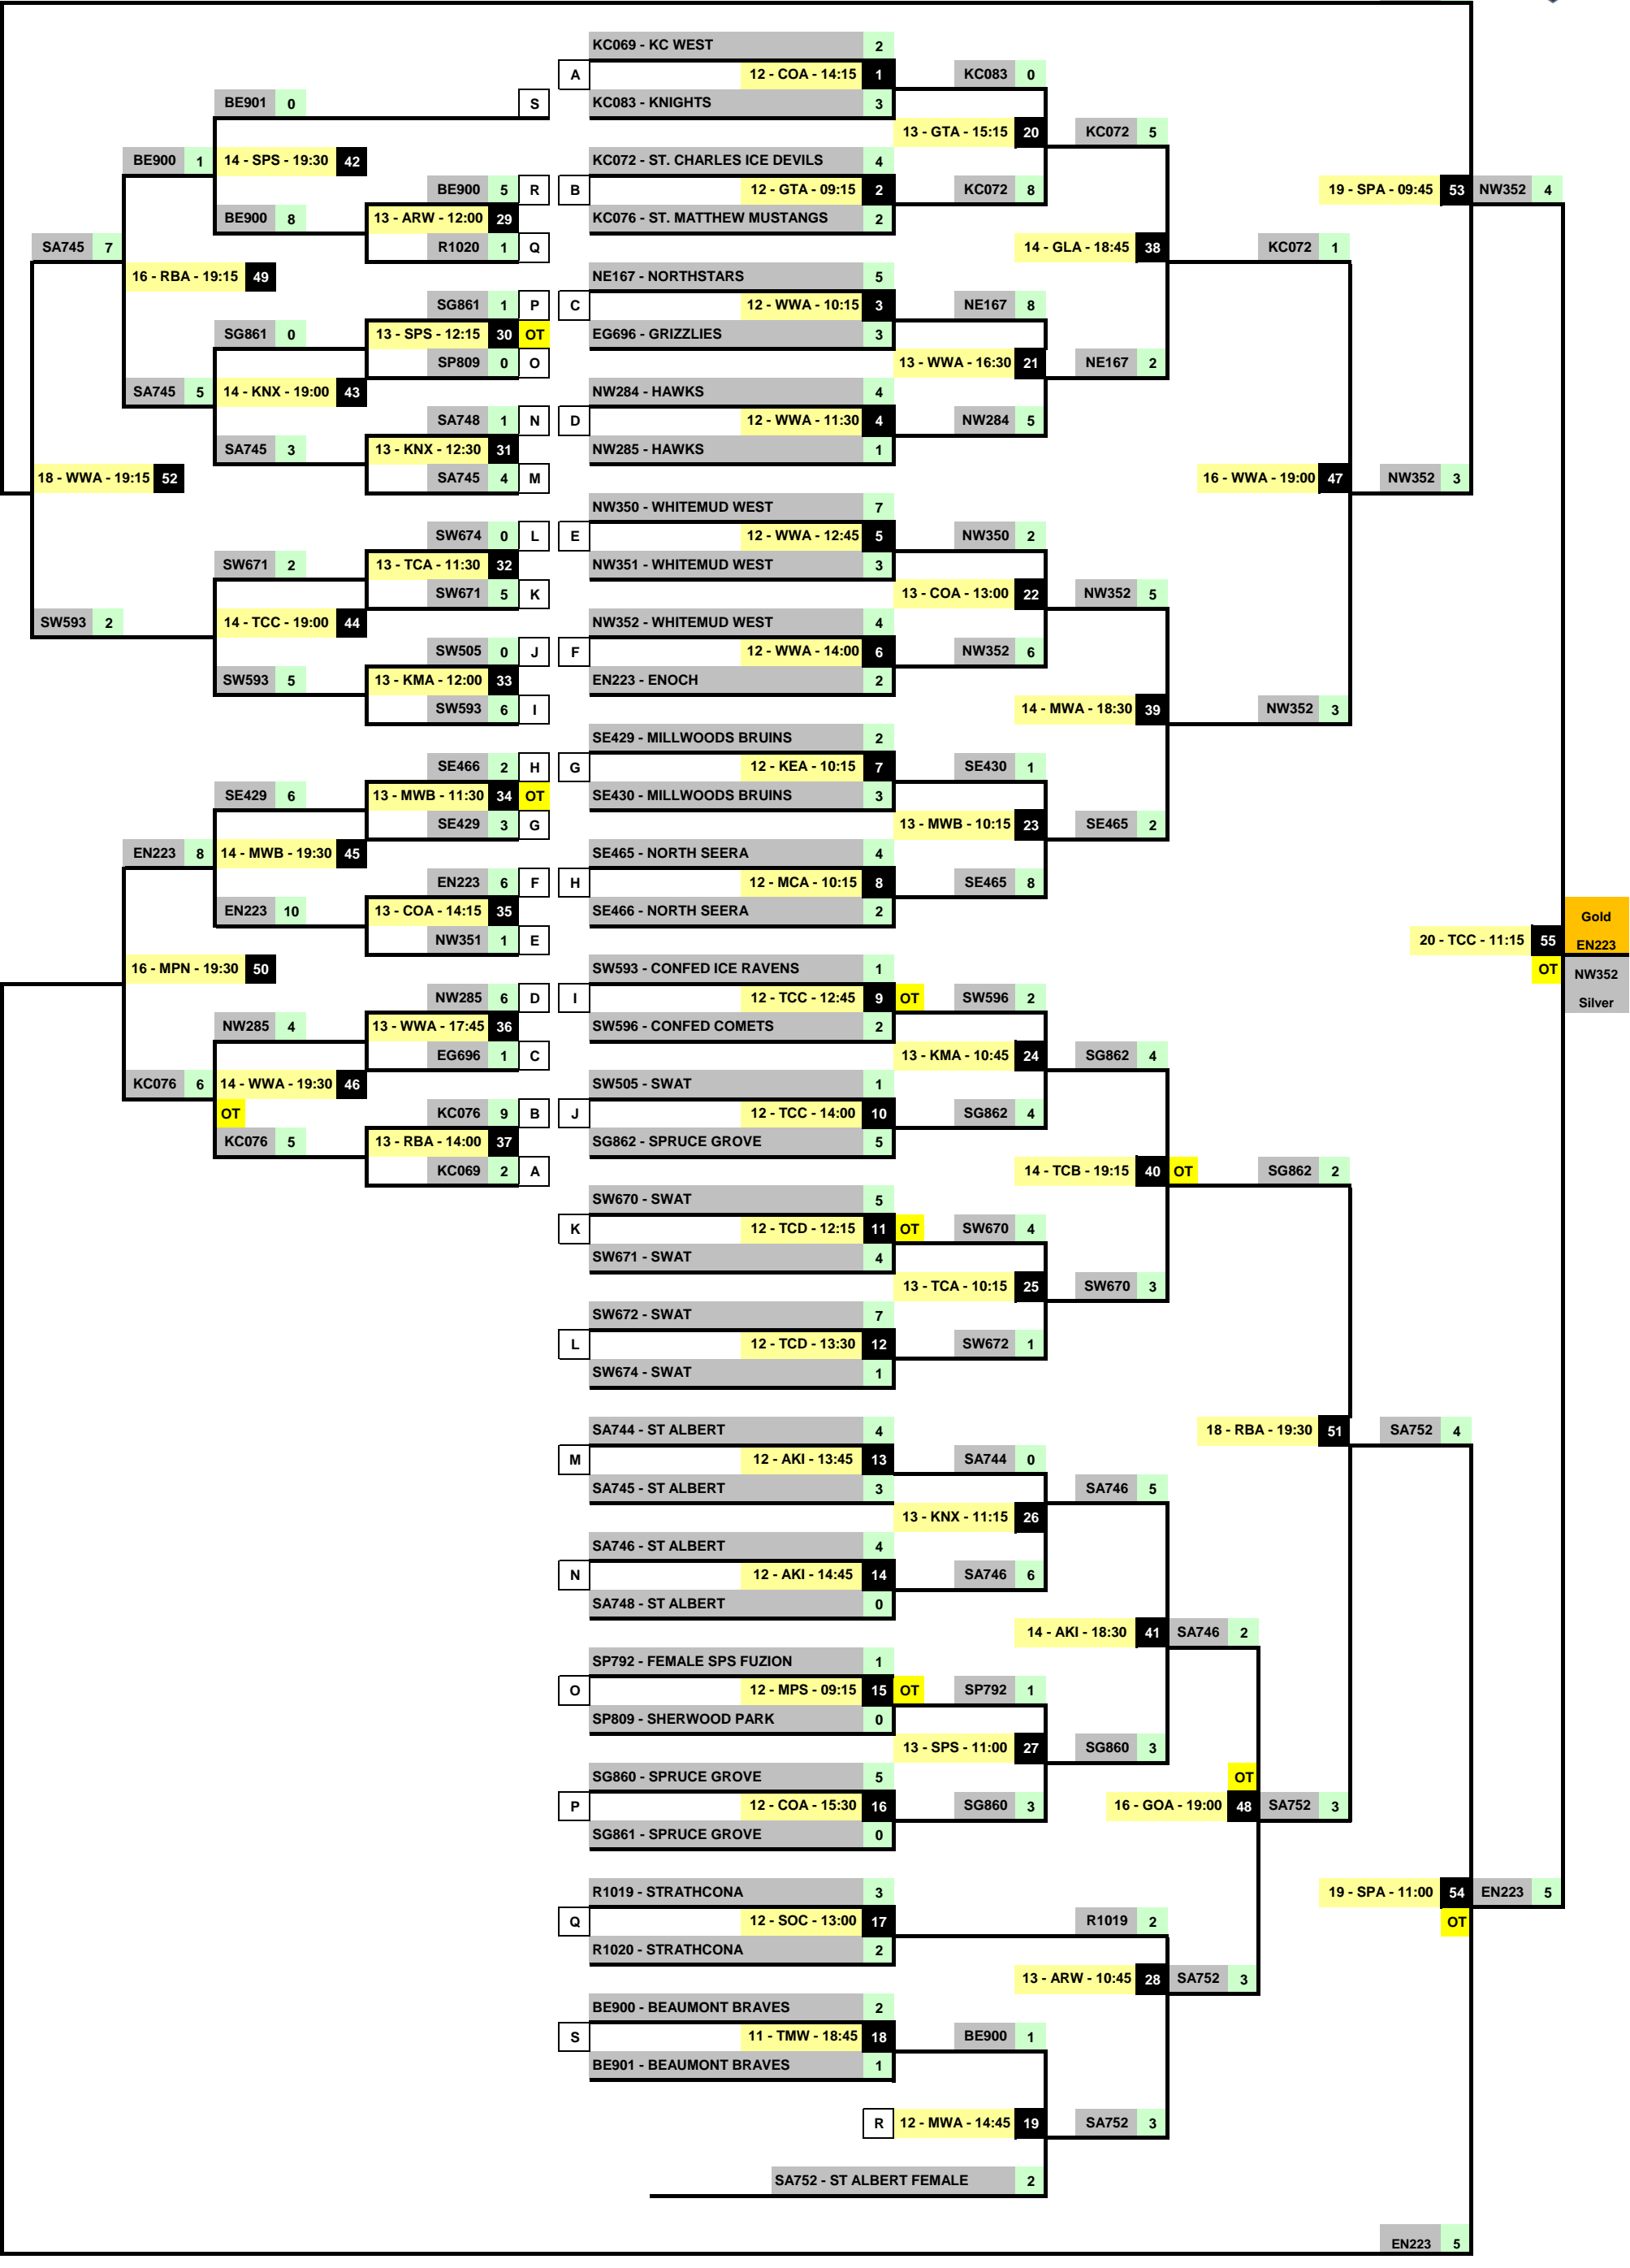 KC069 - KC WEST 2
A 12 - COA - 14:15 1 KC083 0
BE901 0 S KC083 - KNIGHTS 3
13 - GTA - 15:15 20 KC072 5
BE900 1 14 - SPS - 19:30 42 KC072 - ST. CHARLES ICE DEVILS 4
BE900 5 R B 12 - GTA - 09:15 2 KC072 8 19 - SPA - 09:45 53 NW352 4
BE900 8 13 - ARW - 12:00 29 KC076 - ST. MATTHEW MUSTANGS 2
SA745 7 R1020 1 Q 14 - GLA - 18:45 38 KC072 1
16 - RBA - 19:15 49 NE167 - NORTHSTARS 5
SG861 1 P C 12 - WWA - 10:15 3 NE167 8
SG861 0 13 - SPS - 12:15 30 OT EG696 - GRIZZLIES 3
SP809 0 O 13 - WWA - 16:30 21 NE167 2
SA745 5 14 - KNX - 19:00 43 NW284 - HAWKS 4
SA748 1 N D 12 - WWA - 11:30 4 NW284 5
SA745 3 13 - KNX - 12:30 31 NW285 - HAWKS 1
18 - WWA - 19:15 52 SA745 4 M 16 - WWA - 19:00 47 NW352 3
NW350 - WHITEMUD WEST 7
SW674 0 L E 12 - WWA - 12:45 5 NW350 2
SW671 2 13 - TCA - 11:30 32 NW351 - WHITEMUD WEST 3
SW671 5 K 13 - COA - 13:00 22 NW352 5
SW593 2 14 - TCC - 19:00 44 NW352 - WHITEMUD WEST 4
SW505 0 J F 12 - WWA - 14:00 6 NW352 6
SW593 5 13 - KMA - 12:00 33 EN223 - ENOCH 2
SW593 6 I 14 - MWA - 18:30 39 NW352 3
SE429 - MILLWOODS BRUINS 2
SE466 2 H G 12 - KEA - 10:15 7 SE430 1
SE429 6 13 - MWB - 11:30 34 OT SE430 - MILLWOODS BRUINS 3
SE429 3 G 13 - MWB - 10:15 23 SE465 2
EN223 8 14 - MWB - 19:30 45 SE465 - NORTH SEERA 4
EN223 6 F H 12 - MCA - 10:15 8 SE465 8
EN223 10 13 - COA - 14:15 35 SE466 - NORTH SEERA 2 Gold
NW351 1 E 20 - TCC - 11:15 55 EN223
16 - MPN - 19:30 50 SW593 - CONFED ICE RAVENS 1 OT NW352
NW285 6 D I 12 - TCC - 12:45 9 OT SW596 2 Silver
NW285 4 13 - WWA - 17:45 36 SW596 - CONFED COMETS 2
EG696 1 C 13 - KMA - 10:45 24 SG862 4
KC076 6 14 - WWA - 19:30 46 SW505 - SWAT 1
OT KC076 9 B J 12 - TCC - 14:00 10 SG862 4
KC076 5 13 - RBA - 14:00 37 SG862 - SPRUCE GROVE 5
KC069 2 A 14 - TCB - 19:15 40 OT SG862 2
SW670 - SWAT 5
K 12 - TCD - 12:15 11 OT SW670 4
SW671 - SWAT 4
13 - TCA - 10:15 25 SW670 3
SW672 - SWAT 7
L 12 - TCD - 13:30 12 SW672 1
SW674 - SWAT 1
SA744 - ST ALBERT 4 18 - RBA - 19:30 51 SA752 4
M 12 - AKI - 13:45 13 SA744 0
SA745 - ST ALBERT 3 SA746 5
13 - KNX - 11:15 26
SA746 - ST ALBERT 4
N 12 - AKI - 14:45 14 SA746 6
SA748 - ST ALBERT 0
14 - AKI - 18:30 41 SA746 2
SP792 - FEMALE SPS FUZION 1
O 12 - MPS - 09:15 15 OT SP792 1
SP809 - SHERWOOD PARK 0
13 - SPS - 11:00 27 SG860 3
SG860 - SPRUCE GROVE 5 OT
P 12 - COA - 15:30 16 SG860 3 16 - GOA - 19:00 48 SA752 3
SG861 - SPRUCE GROVE 0
R1019 - STRATHCONA 3 19 - SPA - 11:00 54 EN223 5
Q 12 - SOC - 13:00 17 R1019 2 OT
R1020 - STRATHCONA 2
13 - ARW - 10:45 28 SA752 3
BE900 - BEAUMONT BRAVES 2
S 11 - TMW - 18:45 18 BE900 1
BE901 - BEAUMONT BRAVES 1
R 12 - MWA - 14:45 19 SA752 3
SA752 - ST ALBERT FEMALE 2
EN223 5